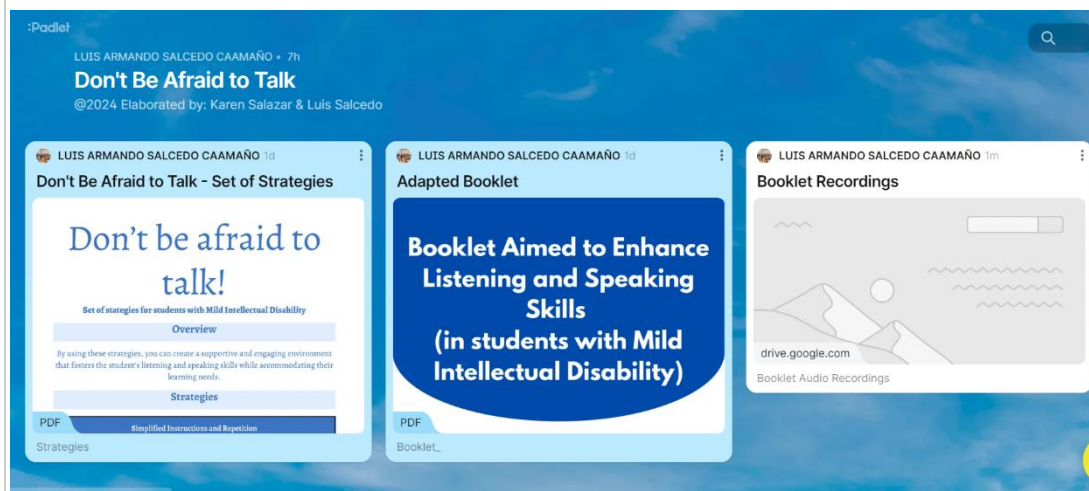 :Padlet
LUIS ARMANDO SALCEDO CAAMAÑO • 7h
Don't Be Afraid to Talk
@2024 Elaborated by: Karen Salazar & Luis Salcedo
LUIS ARMANDO SALCEDO CAAMAÑO 1d
Don't Be Afraid to Talk - Set of Strategies
Don't be afraid to
talk!
Set of stategies for students with Mild Intellectual Disability
Overview
By using these strategies, you can create a supportive and engaging environment
that fosters the student's listening and speaking skills while accommodating their
learning needs.
Strategies
Simplified Instructions and Repetition
PDF
Strategies
LUIS ARMANDO SALCEDO CAAMAÑO 1d
Adapted Booklet
Booklet Aimed to Enhance
Listening and Speaking
Skills
(in students with Mild
Intellectual Disability)
PDF
Booklet_
LUIS ARMANDO SALCEDO CAAMAÑO 1m
Booklet Recordings
drive.google.com
Booklet Audio Recordings